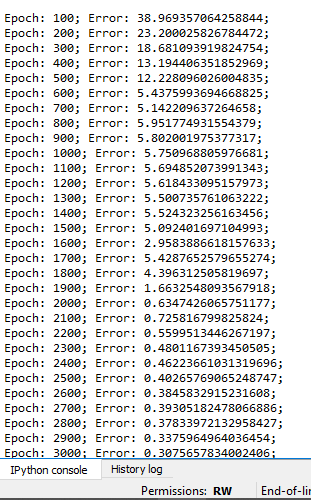 Epoch: 100; Error: 38.969357064258844;
Epoch: 200; Error: 23.200025826784472;
Epoch: 300; Error: 18.681093919824754;
Epoch: 400; Error: 13.194406351852969;
Epoch: 500; Error: 12.228096026004835;
Epoch: 600; Error: 5.4375993694668825;
Epoch: 700; Error: 5.142209637264658;
Epoch: 800; Error: 5.951774931554379;
Epoch: 900; Error: 5.802001975377317;
Epoch: 1000; Error: 5.750968805976681;
Epoch: 1100; Error: 5.694852073991343;
Epoch: 1200; Error: 5.618433095157973;
Epoch: 1300; Error: 5.500735761063222;
Epoch: 1400; Error: 5.524323256163456;
Epoch: 1500; Error: 5.092401697104993;
Epoch: 1600; Error: 2.9583886618157633;
Epoch: 1700; Error: 5.4287652579655274;
Epoch: 1800; Error: 4.396312505819697;
Epoch: 1900; Error: 1.6632548093567918;
Epoch: 2000; Error: 0.6347426065751177;
Epoch: 2100; Error: 0.725816799825824;
Epoch: 2200; Error: 0.5599513446267197;
Epoch: 2300; Error: 0.4801167393450505;
Epoch: 2400; Error: 0.46223661031319696;
Epoch: 2500; Error: 0.40265769065248747;
Epoch: 2600; Error: 0.3845832915231608;
Epoch: 2700; Error: 0.39305182478066886;
Epoch: 2800; Error: 0.37833972132958427;
Epoch: 2900; Error: 0.3375964964036454;
Epoch: 3000; Error: 0.3075657834002406;
IPython console History log
Permissions: RW End-of-lin